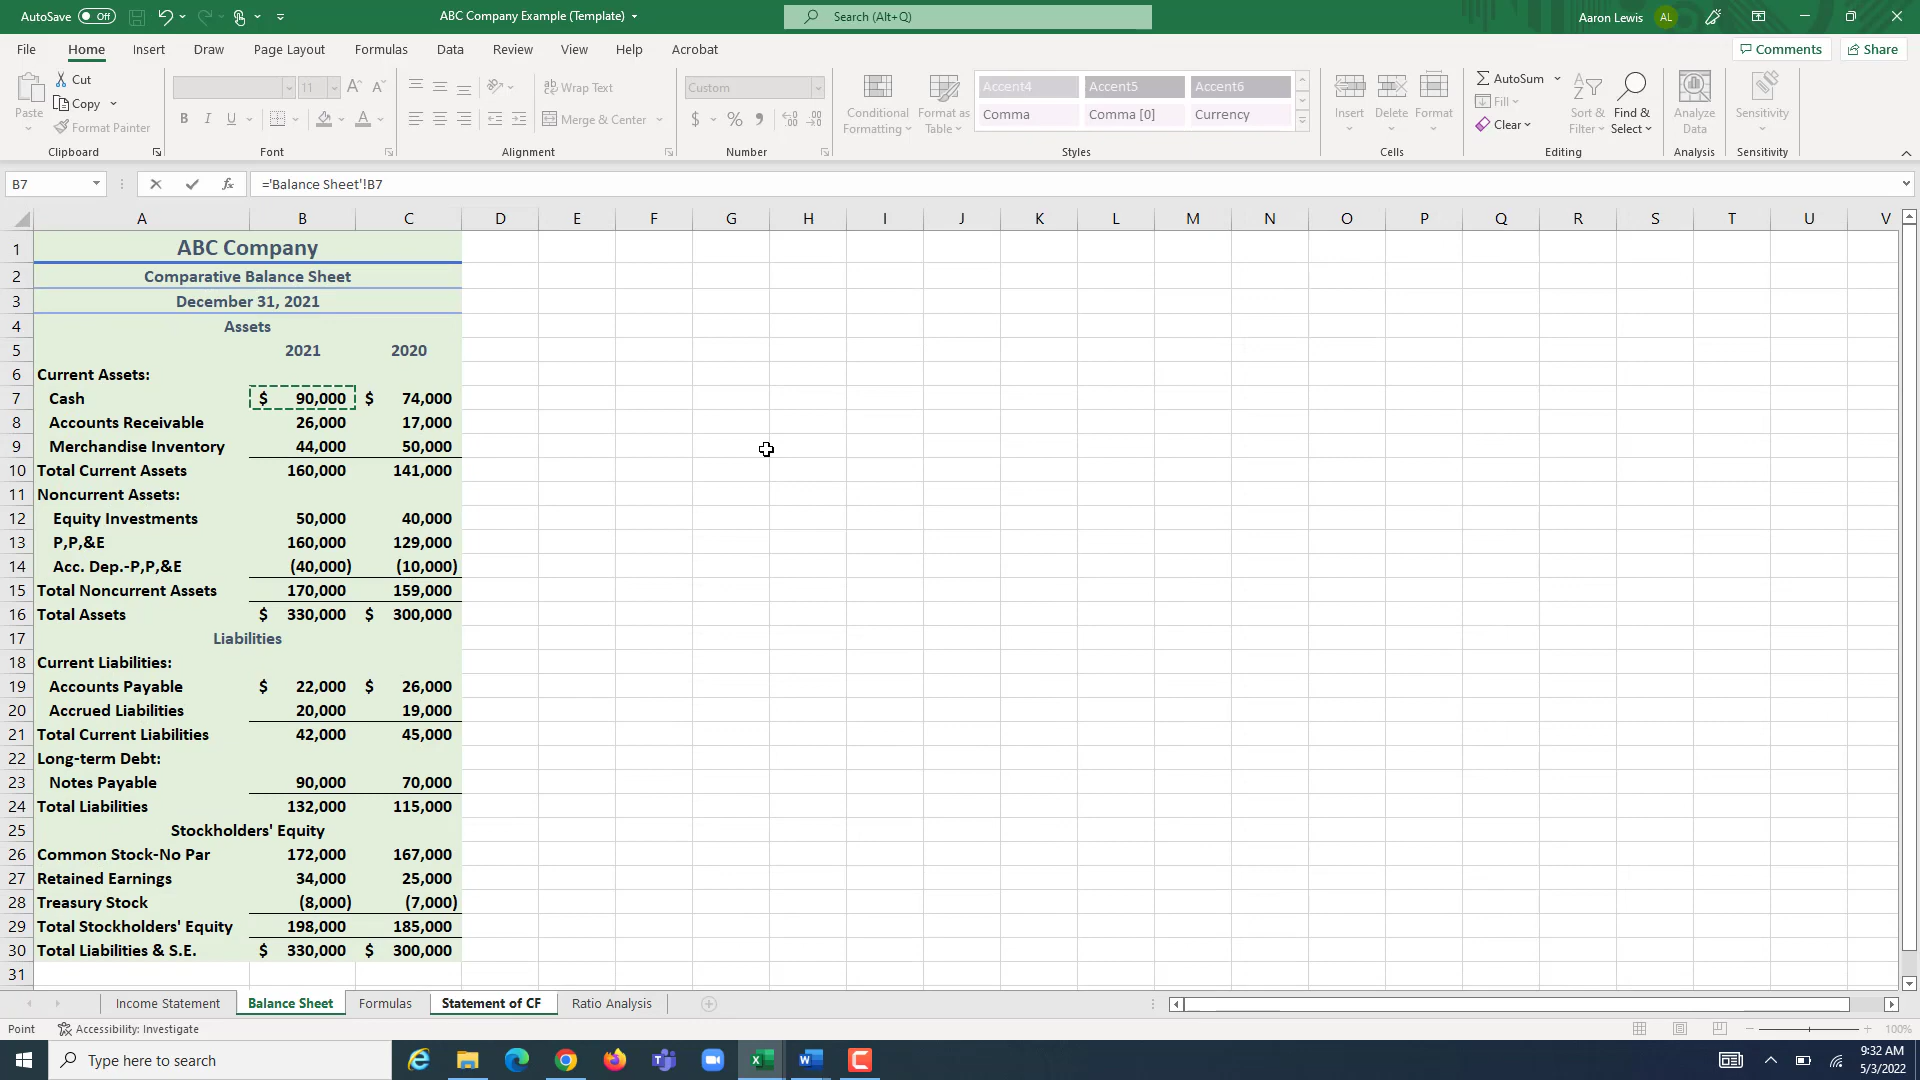 AutoSave Off ABC Company Example (Template) Search (Alt+Q) Aaron Lewis AL
File Home Insert Draw Page Layout Formulas Data Review View Help Acrobat Comments Share
Paste Cut Copy Format Painter
Clipboard
11
B I U A
Font
Wrap Text
Merge & Center
Alignment
Custom
$ % 9
Number
Conditional Formatting Format as Table
Accent4 Accent5 Accent6
Comma Comma [0] Currency
Styles
Insert Delete Format
Cells
AutoSum Fill Clear Sort & Filter Find & Select
Editing
Analyze Data
Analysis
Sensitivity
Sensitivity
B7 fx ='Balance Sheet'!B7
A B C D E F G H I J K L M N O P Q R S T U V
1 ABC Company
2 Comparative Balance Sheet
3 December 31, 2021
4 Assets
5 2021 2020
6 Current Assets:
7 Cash $ 90,000 $ 74,000
8 Accounts Receivable 26,000 17,000
9 Merchandise Inventory 44,000 50,000
10 Total Current Assets 160,000 141,000
11 Noncurrent Assets:
12 Equity Investments 50,000 40,000
13 P,P,&E 160,000 129,000
14 Acc. Dep.-P,P,&E (40,000) (10,000)
15 Total Noncurrent Assets 170,000 159,000
16 Total Assets $ 330,000 $ 300,000
17 Liabilities
18 Current Liabilities:
19 Accounts Payable $ 22,000 $ 26,000
20 Accrued Liabilities 20,000 19,000
21 Total Current Liabilities 42,000 45,000
22 Long-term Debt:
23 Notes Payable 90,000 70,000
24 Total Liabilities 132,000 115,000
25 Stockholders' Equity
26 Common Stock-No Par 172,000 167,000
27 Retained Earnings 34,000 25,000
28 Treasury Stock (8,000) (7,000)
29 Total Stockholders' Equity 198,000 185,000
30 Total Liabilities & S.E. $ 330,000 $ 300,000
31
Income Statement Balance Sheet Formulas Statement of CF Ratio Analysis
Point Accessibility: Investigate 100%
Type here to search 9:32 AM
5/3/2022